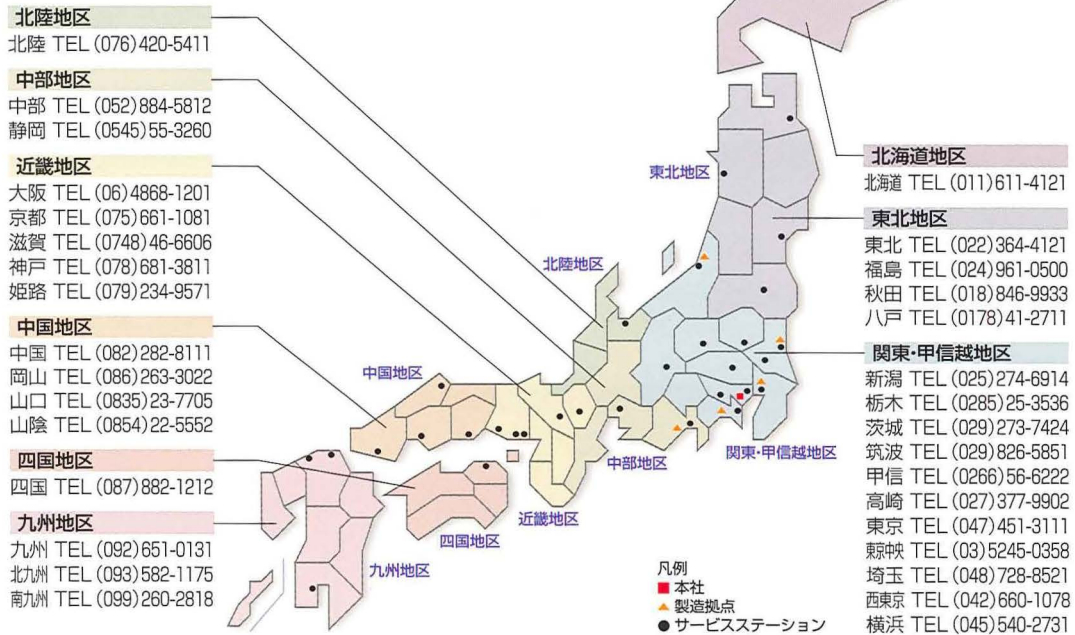 北陸地区
北陸 TEL (076)420-5411
中部地区
中部 TEL (052)884-5812
静岡 TEL (0545)55-3260
近畿地区
大阪 TEL (06)4868-1201
京都 TEL (075)661-1081
滋賀 TEL (0748)46-6606
神戸 TEL (078)681-3811
姫路 TEL (079)234-9571
中国地区
中国 TEL (082)282-8111
岡山 TEL (086)263-3022
山口 TEL (0835)23-7705
山陰 TEL (0854)22-5552
四国地区
四国 TEL (087)882-1212
九州地区
九州 TEL (092)651-0131
北九州 TEL (093)582-1175
南九州 TEL (099)260-2818
東北地区
北陸地区
中国地区
中部地区
関東・甲信越地区
近畿地区
四国地区
九州地区
凡例
本社
製造拠点
サービスステーション
北海道地区
北海道 TEL (011)611-4121
東北地区
東北 TEL (022)364-4121
福島 TEL (024)961-0500
秋田 TEL (018)846-9933
八戸 TEL (0178)41-2711
関東・甲信越地区
新潟 TEL (025)274-6914
栃木 TEL (0285)25-3536
茨城 TEL (029)273-7424
筑波 TEL (029)826-5851
甲信 TEL (0266)56-6222
高崎 TEL (027)377-9902
東京 TEL (047)451-3111
東京中央 TEL (03)5245-0358
埼玉 TEL (048)728-8521
西東京 TEL (042)660-1078
横浜 TEL (045)540-2731